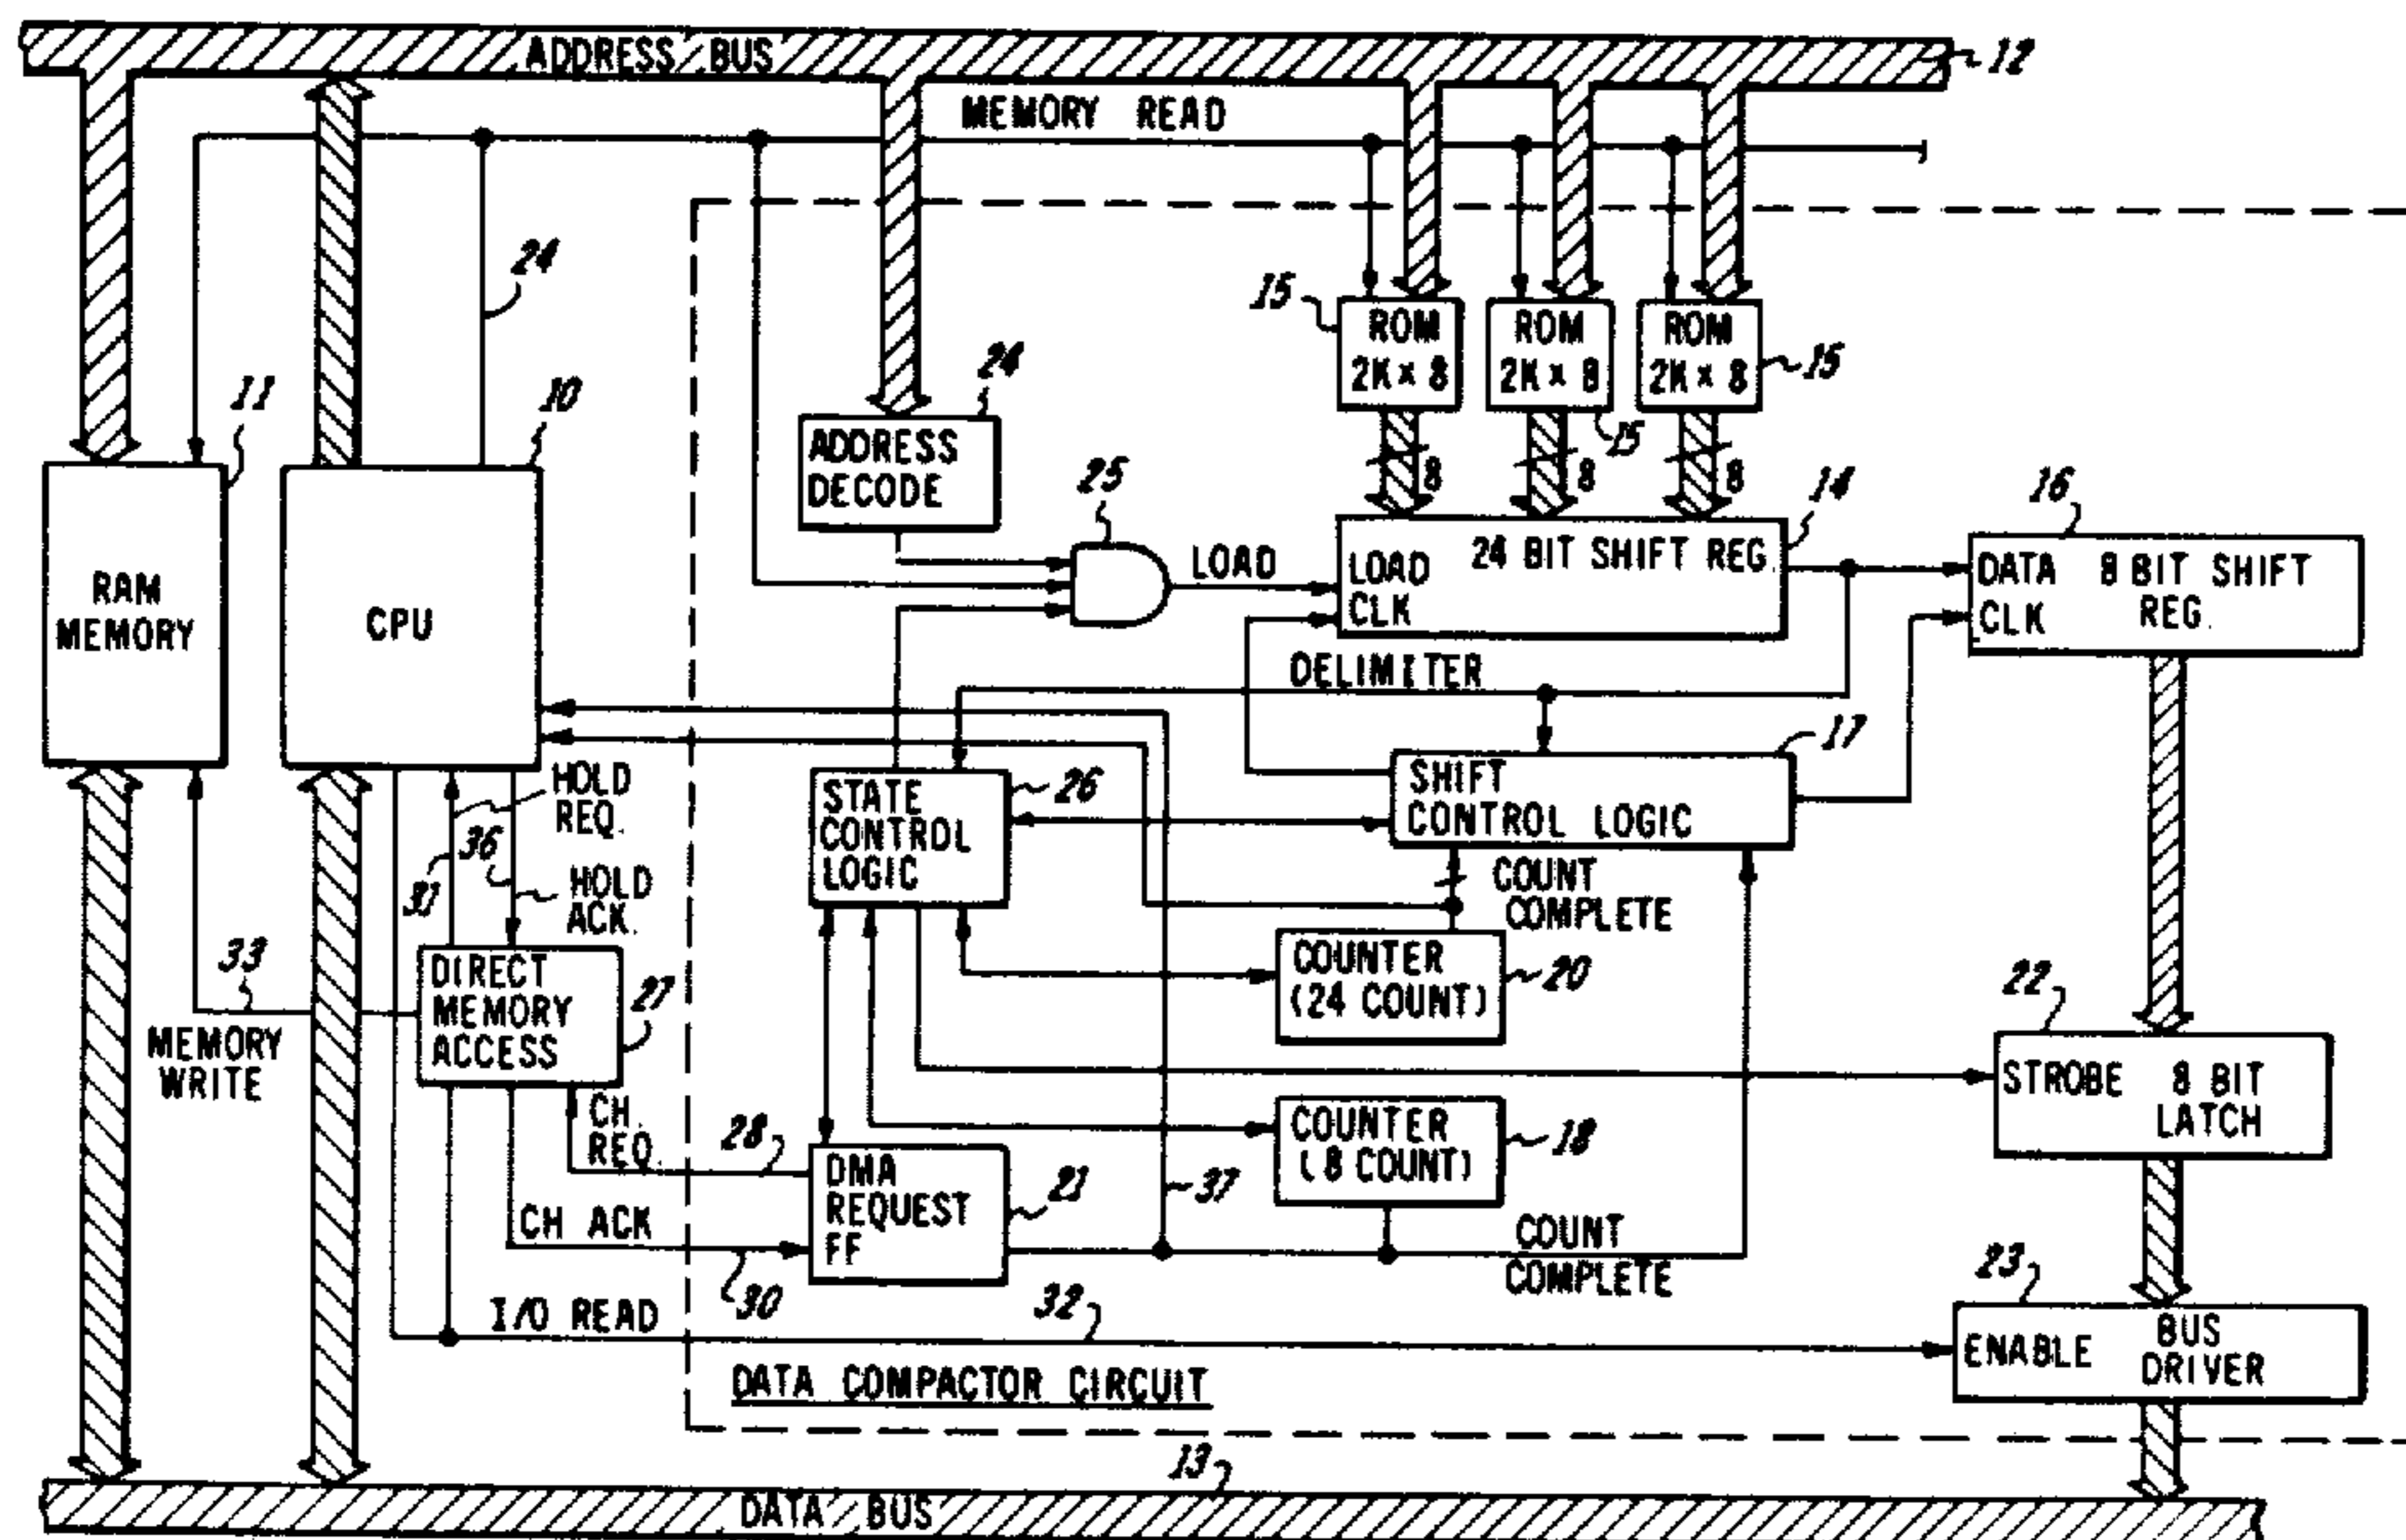 ADDRESS BUS
12
MEMORY READ
24
15
ROM
2K x 8
ROM
2K x 8
ROM
2K x 8
15
15
8
8
8
11
10
24
ADDRESS
DECODE
25
LOAD
14
24 BIT SHIFT REG.
LOAD
CLK
16
DATA 8 BIT SHIFT
REG.
CLK
RAM
MEMORY
CPU
DELIMITER
17
SHIFT
CONTROL LOGIC
STATE
CONTROL
LOGIC
26
HOLD
REQ.
36
31
HOLD
ACK.
COUNT
COMPLETE
33
MEMORY
WRITE
DIRECT
MEMORY
ACCESS
27
COUNTER
(24 COUNT)
20
22
STROBE 8 BIT
LATCH
CH.
REQ.
28
COUNTER
(8 COUNT)
18
DMA
REQUEST
FF
21
37
CH ACK
30
COUNT
COMPLETE
23
I/O READ
32
ENABLE BUS
DRIVER
DATA COMPACTOR CIRCUIT
13
DATA BUS